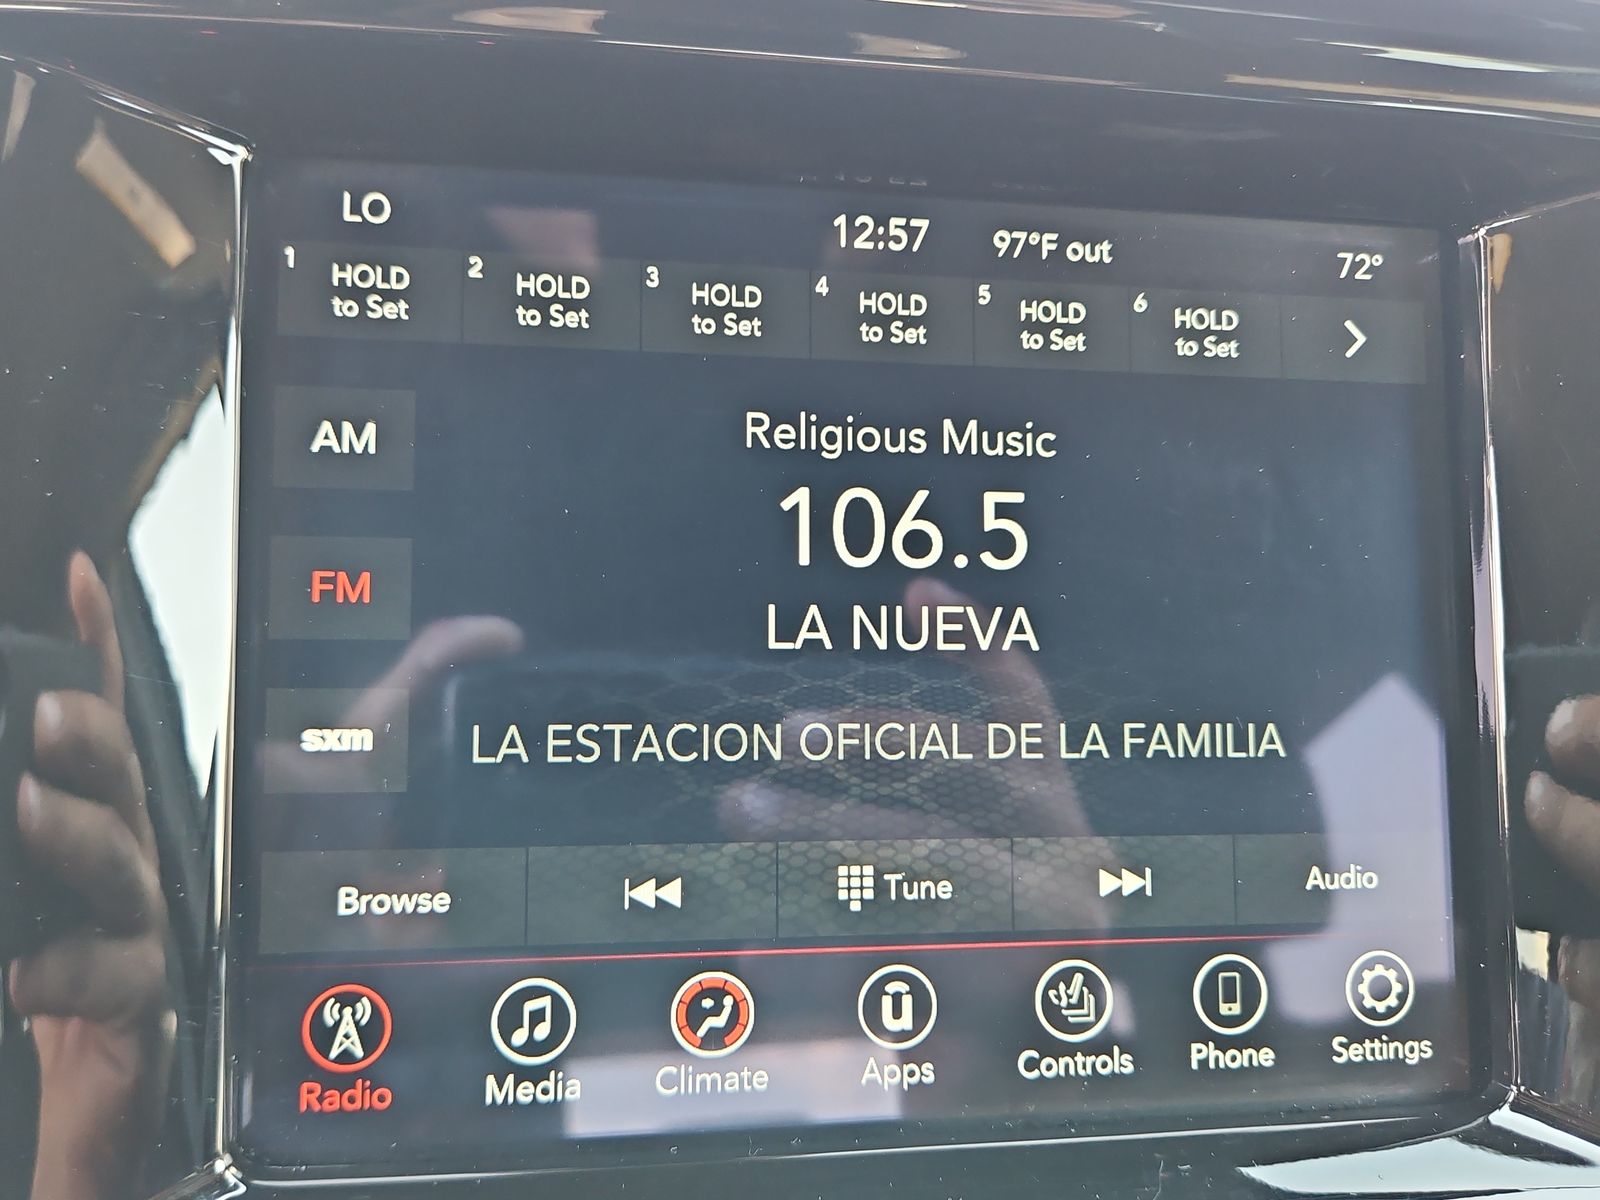 LO
12:57
97°F out
72°
1 HOLD to Set
2 HOLD to Set
3 HOLD to Set
4 HOLD to Set
5 HOLD to Set
6 HOLD to Set
AM
Religious Music
106.5
FM
LA NUEVA
sxm
LA ESTACION OFICIAL DE LA FAMILIA
Browse
Tune
Audio
Radio
Media
Climate
Apps
Controls
Phone
Settings